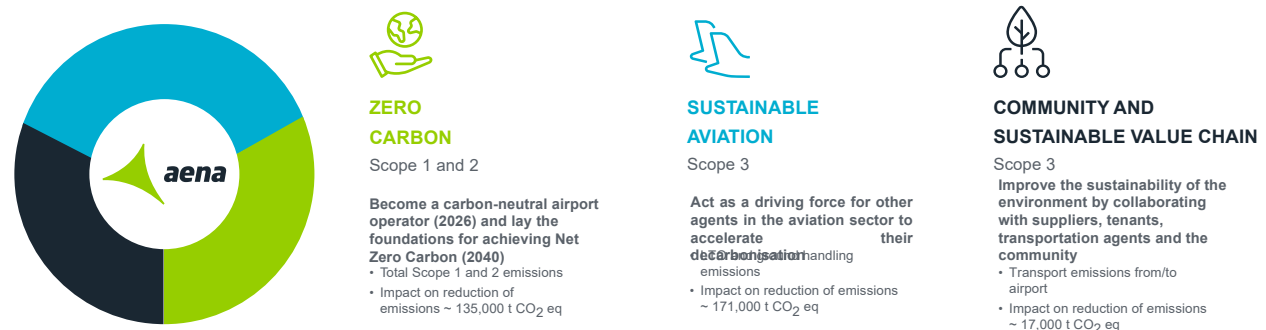 aena
ZERO
CARBON
Scope 1 and 2
Become a carbon-neutral airport
operator (2026) and lay the
foundations for achieving Net
Zero Carbon (2040)
• Total Scope 1 and 2 emissions
• Impact on reduction of
emissions ~ 135,000 t CO2 eq
SUSTAINABLE
AVIATION
Scope 3
Act as a driving force for other
agents in the aviation sector to
accelerate their
decarbonisation
• handling
emissions
• Impact on reduction of emissions
~ 171,000 t CO2 eq
COMMUNITY AND
SUSTAINABLE VALUE CHAIN
Scope 3
Improve the sustainability of the
environment by collaborating
with suppliers, tenants,
transportation agents and the
community
• Transport emissions from/to
airport
• Impact on reduction of emissions
~ 17,000 t CO2 eq